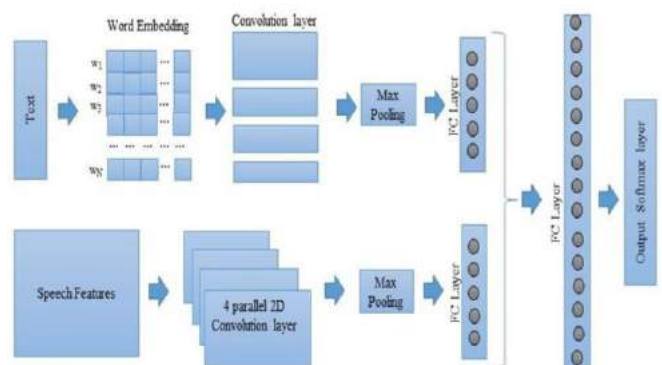 Word Embedding
Convolution layer
Text
w1
w2
w3
...
...
...
...
... ... ... ... ...
wN
...
Max
Pooling
FC Layer
FC Layer
Output Softmax layer
Speech Features
4 parallel 2D
Convolution layer
Max
Pooling
FC Layer